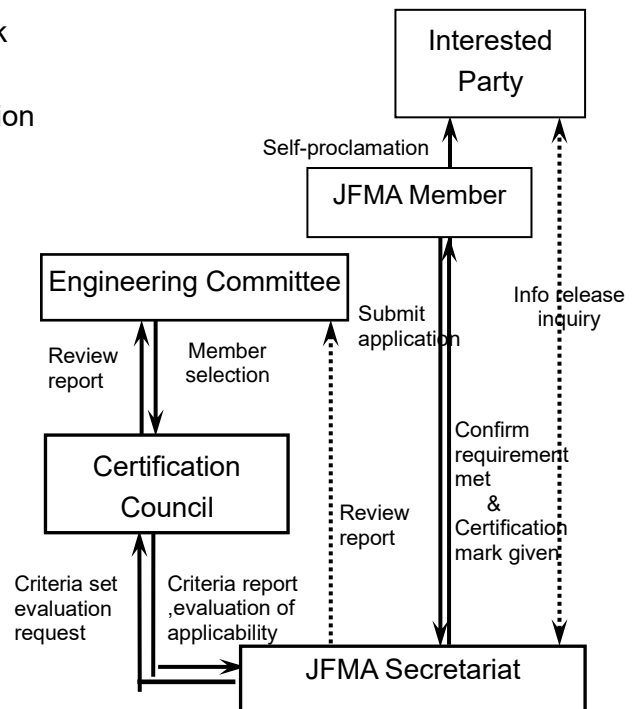 Interested
Party
Self-proclamation
JFMA Member
Engineering Committee
Submit
application
Info release
inquiry
Review
report
Member
selection
Certification
Council
Confirm
requirement
met
&
Certification
mark given
Review
report
Criteria set
evaluation
request
Criteria report
,evaluation of
applicability
JFMA Secretariat